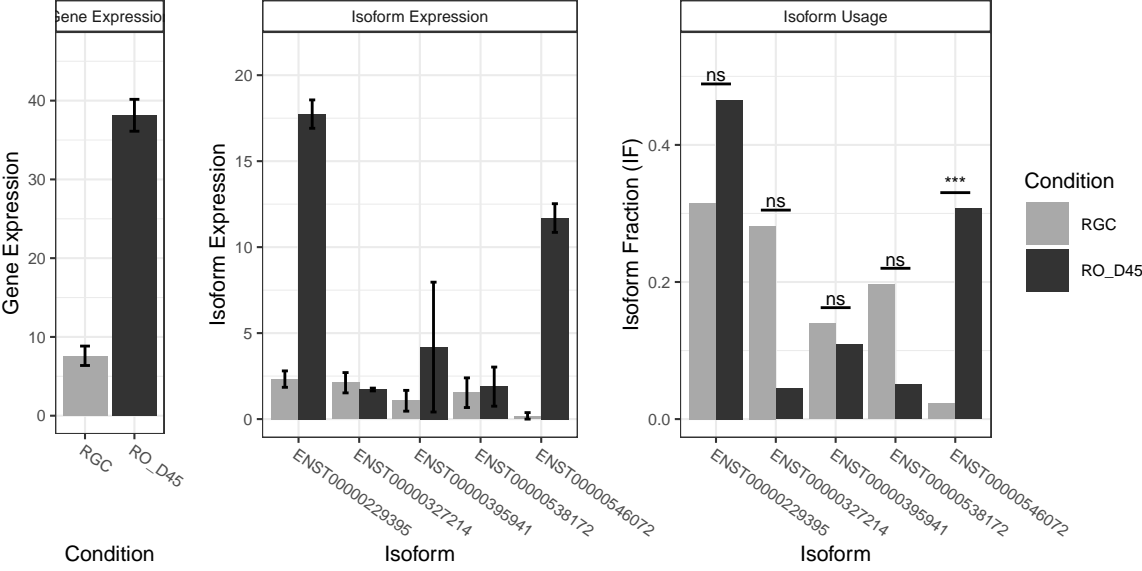 Gene Expression
Isoform Expression
Isoform Usage
Gene Expression
40
30
20
10
0
RGC
RO_D45
Condition
Isoform Expression
20
15
10
5
0
ENST00000229395
ENST00000327214
ENST00000395941
ENST00000538172
ENST00000546072
Isoform
Isoform Fraction (IF)
0.4
0.2
0.0
ns
ns
ns
ns
***
ENST00000229395
ENST00000327214
ENST00000395941
ENST00000538172
ENST00000546072
Isoform
Condition
RGC
RO_D45